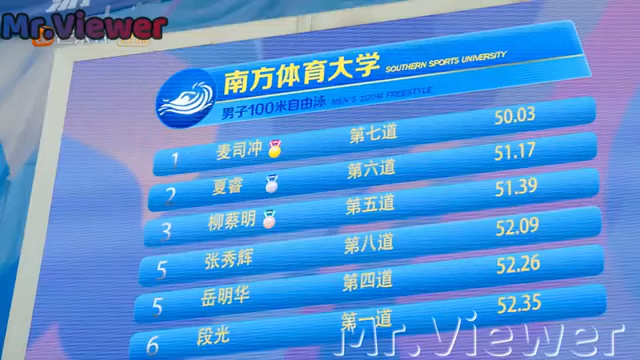 Mr.Viewer
南方体育大学 SOUTHERN SPORTS UNIVERSITY
男子100米自由泳 MEN'S 100M FREESTYLE
1 麦司冲 第七道 50.03
2 夏睿 第六道 51.17
3 柳蔡明 第五道 51.39
5 张秀辉 第八道 52.09
5 岳明华 第四道 52.26
6 段光 第一道 52.35
Mr.Viewer